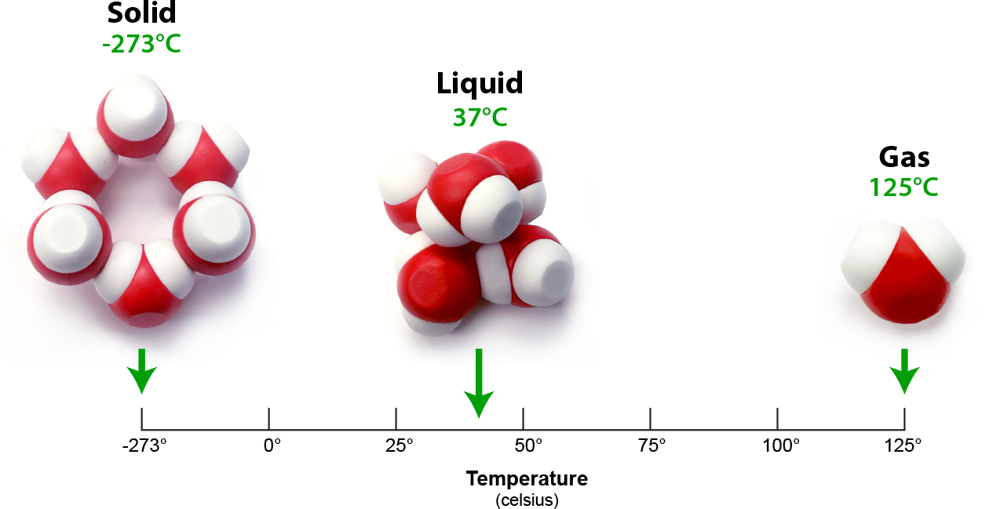 Solid
-273°C
Liquid
37°C
Gas
125°C
-273° 0° 25° 50° 75° 100° 125°
Temperature
(celsius)